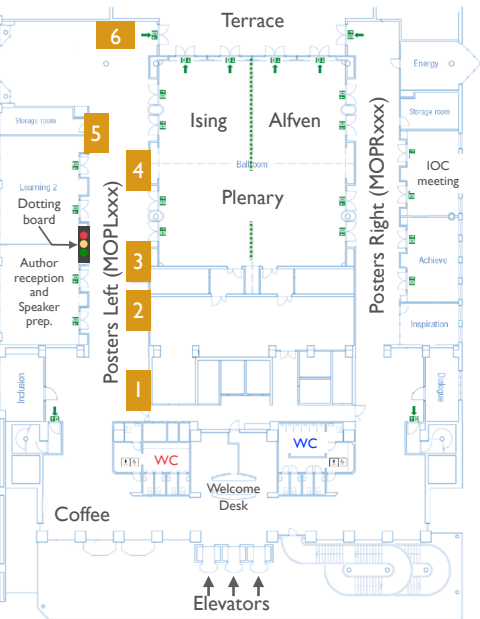 Terrace
6
Energy
Storage room
Ising
Alfven
Storage room
5
Ballroom
4
IOC
meeting
Learning 2
Plenary
Dotting
board
Posters Left (MOPLxxx)
Posters Right (MOPRxxx)
Author
reception
and
Speaker
prep.
3
Achieve
2
Inspiration
Inclusion
1
Dialogue
WC
WC
Welcome
Desk
Coffee
Elevators